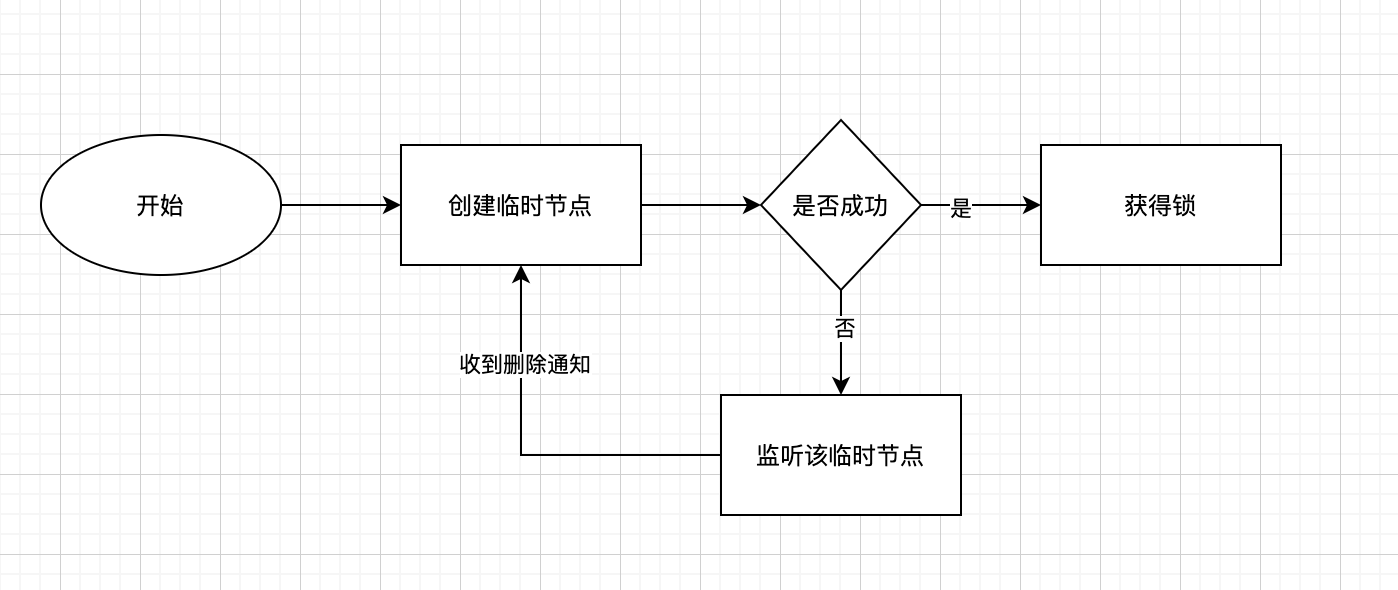 开始
创建临时节点
是否成功
是
获得锁
否
收到删除通知
监听该临时节点